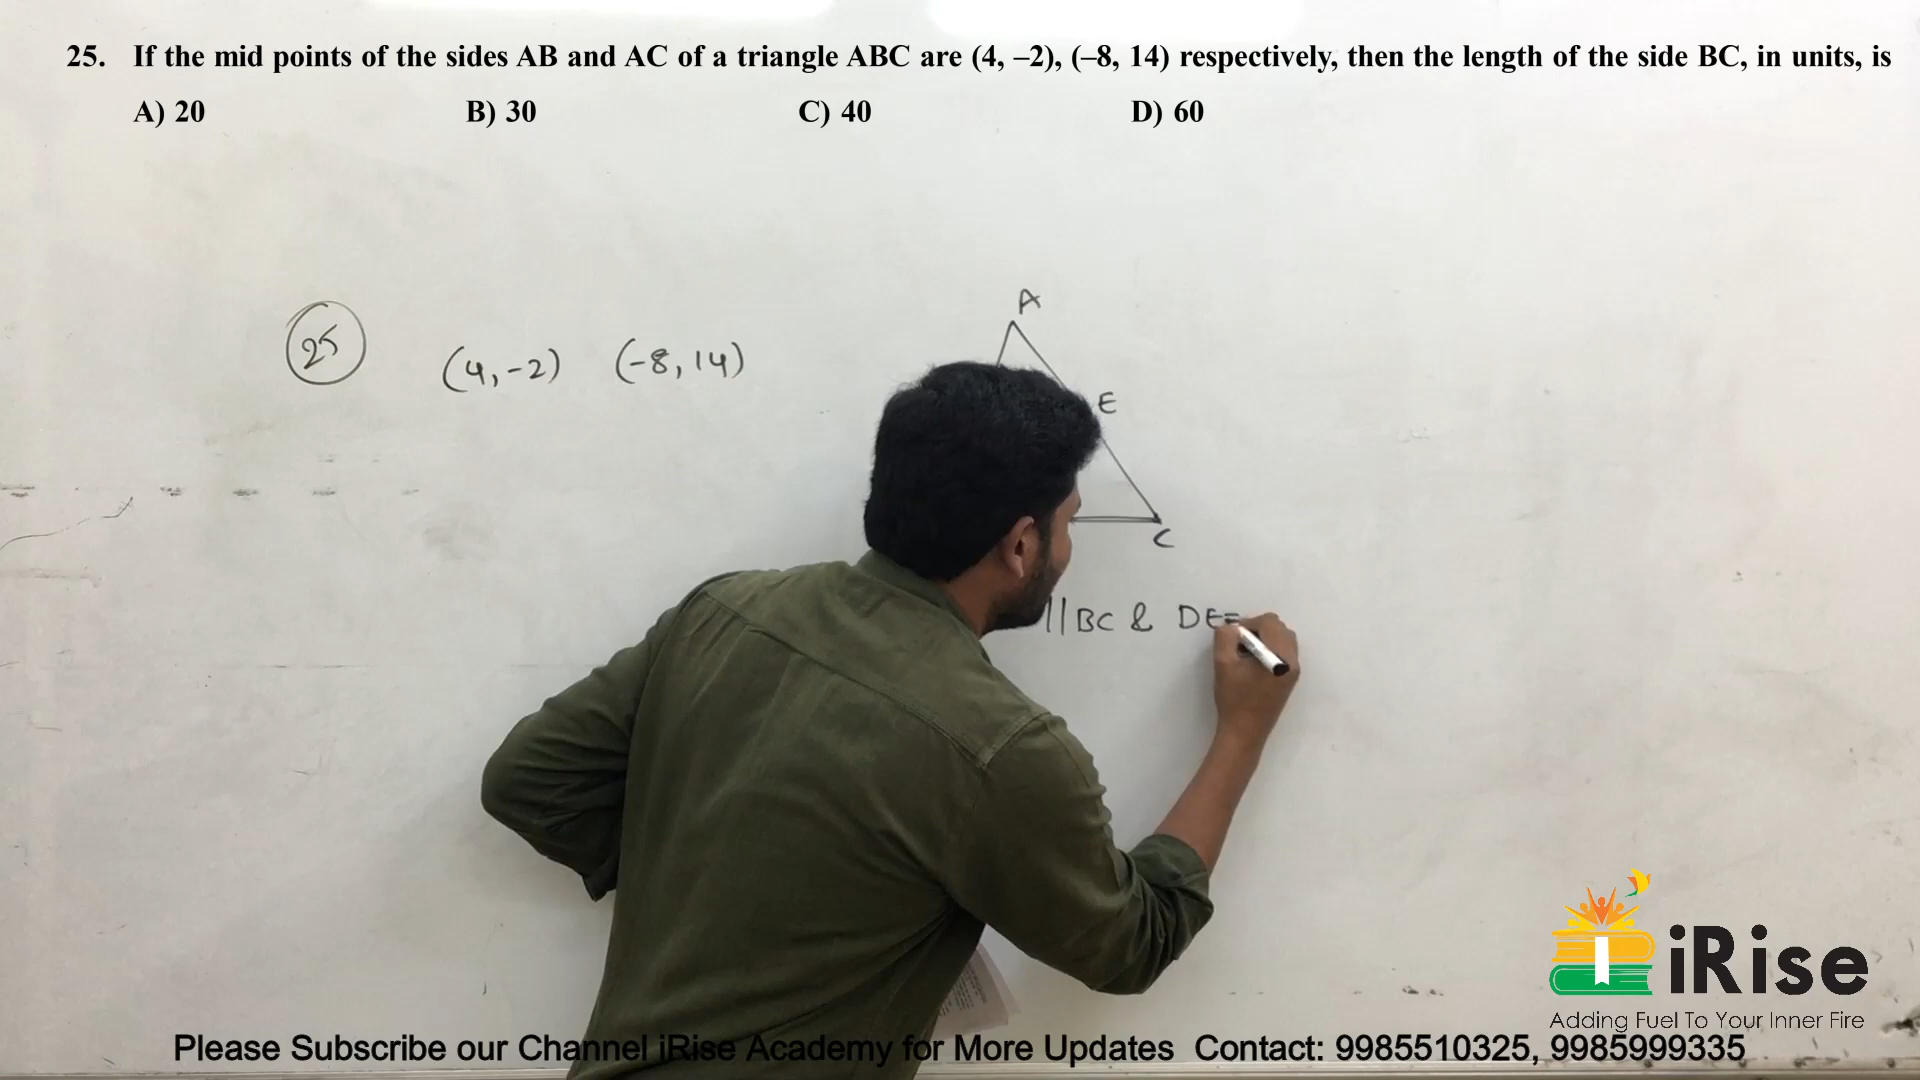 25. If the mid points of the sides AB and AC of a triangle ABC are (4, –2), (–8, 14) respectively, then the length of the side BC, in units, is
A) 20 B) 30 C) 40 D) 60
A
25 (4,-2) (-8,14)
E
C
||BC & DE=
iRise
Adding Fuel To Your Inner Fire
Please Subscribe our Channel iRise Academy for More Updates Contact: 9985510325, 9985999335